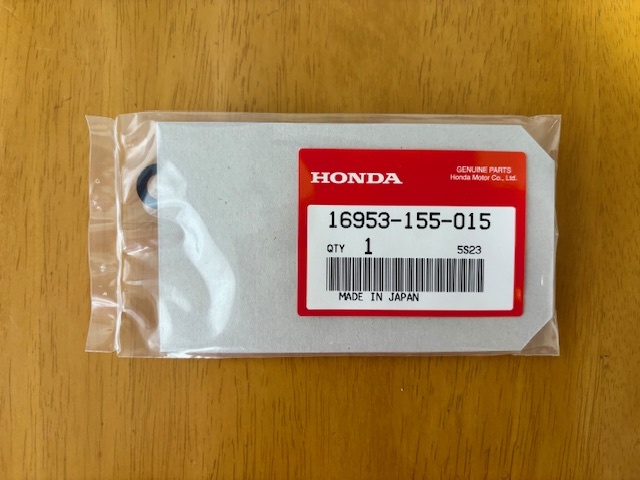 HONDA
GENUINE PARTS
Honda Motor Co., Ltd.
16953-155-015
QTY 1 5S23
MADE IN JAPAN